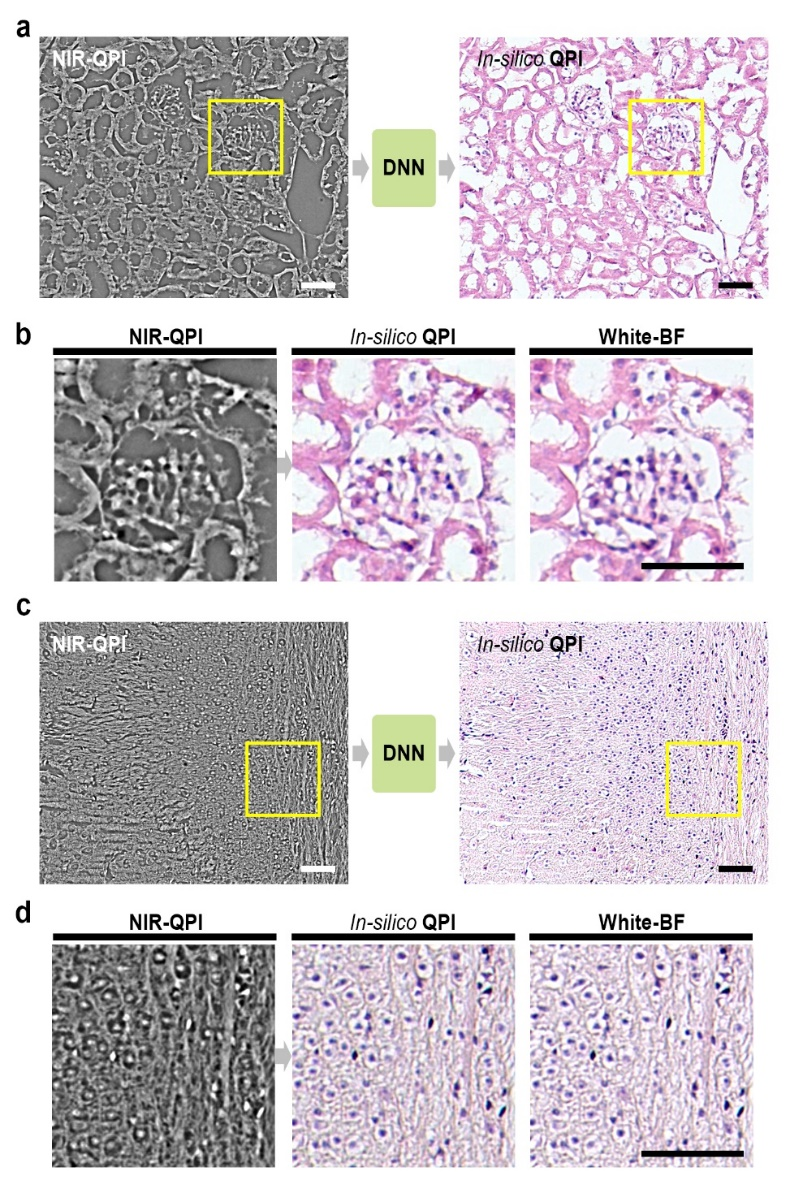 a
NIR-QPI
In-silico QPI
DNN
b
NIR-QPI
In-silico QPI
White-BF
c
NIR-QPI
In-silico QPI
DNN
d
NIR-QPI
In-silico QPI
White-BF